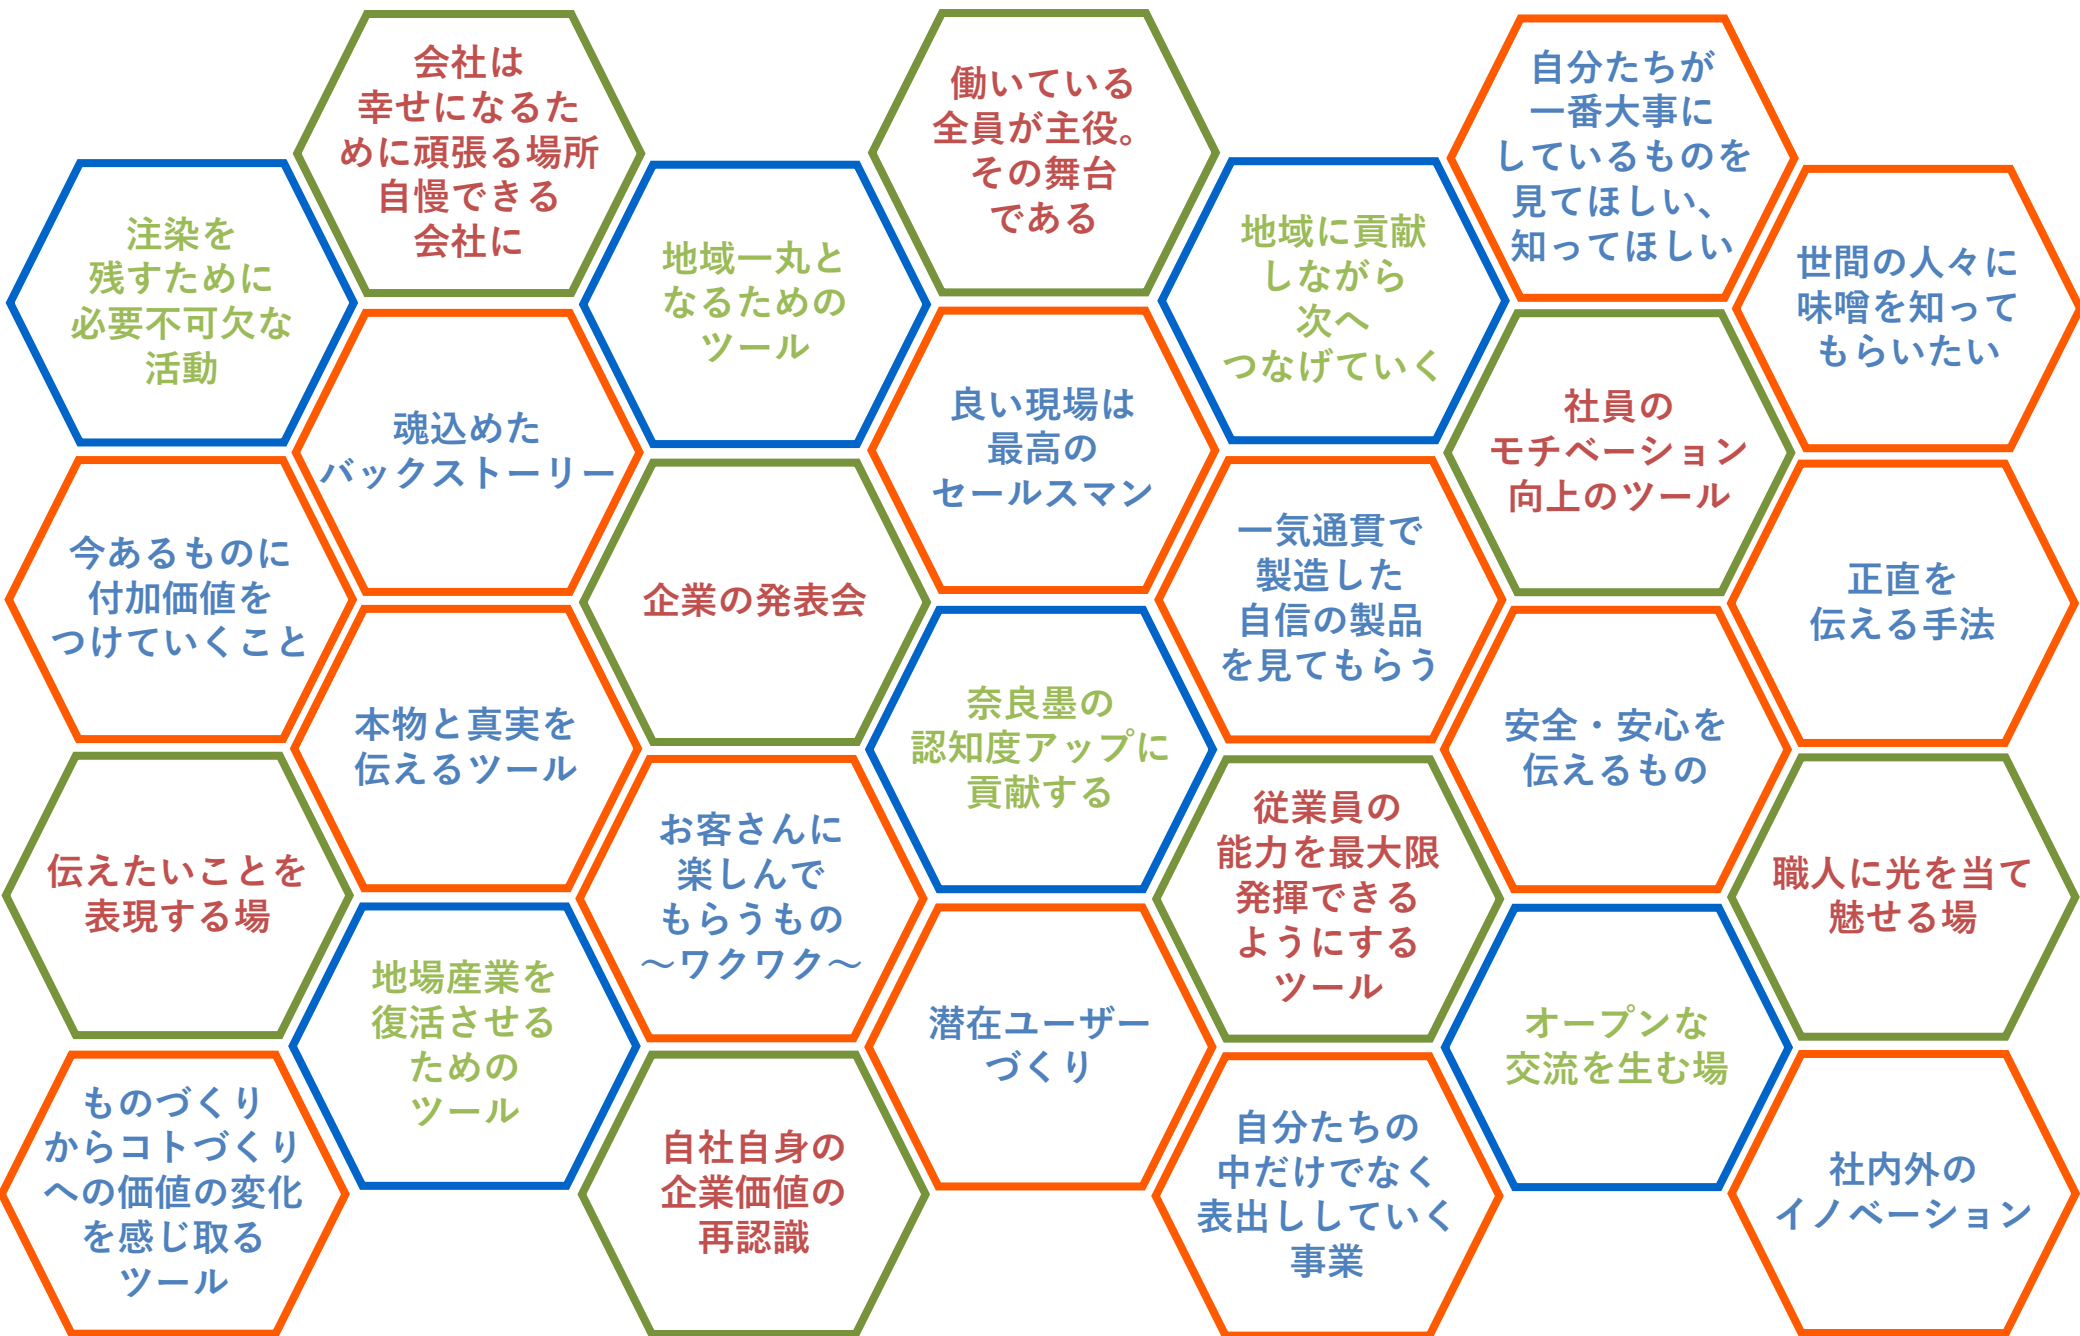 会社は
幸せになるた
めに頑張る場所
自慢できる
会社に
働いている
全員が主役。
その舞台
である
自分たちが
一番大事に
しているものを
見てほしい、
知ってほしい
注染を
残すために
必要不可欠な
活動
地域一丸と
なるための
ツール
地域に貢献
しながら
次へ
つなげていく
世間の人々に
味噌を知って
もらいたい
魂込めた
バックストーリー
良い現場は
最高の
セールスマン
社員の
モチベーション
向上のツール
今あるものに
付加価値を
つけていくこと
企業の発表会
一気通貫で
製造した
自信の製品
を見てもらう
正直を
伝える手法
本物と真実を
伝えるツール
奈良墨の
認知度アップに
貢献する
安全・安心を
伝えるもの
伝えたいことを
表現する場
お客さんに
楽しんで
もらうもの
～ワクワク～
従業員の
能力を最大限
発揮できる
ようにする
ツール
職人に光を当て
魅せる場
地場産業を
復活させる
ための
ツール
潜在ユーザー
づくり
オープンな
交流を生む場
ものづくり
からコトづくり
への価値の変化
を感じ取る
ツール
自社自身の
企業価値の
再認識
自分たちの
中だけでなく
表出ししていく
事業
社内外の
イノベーション